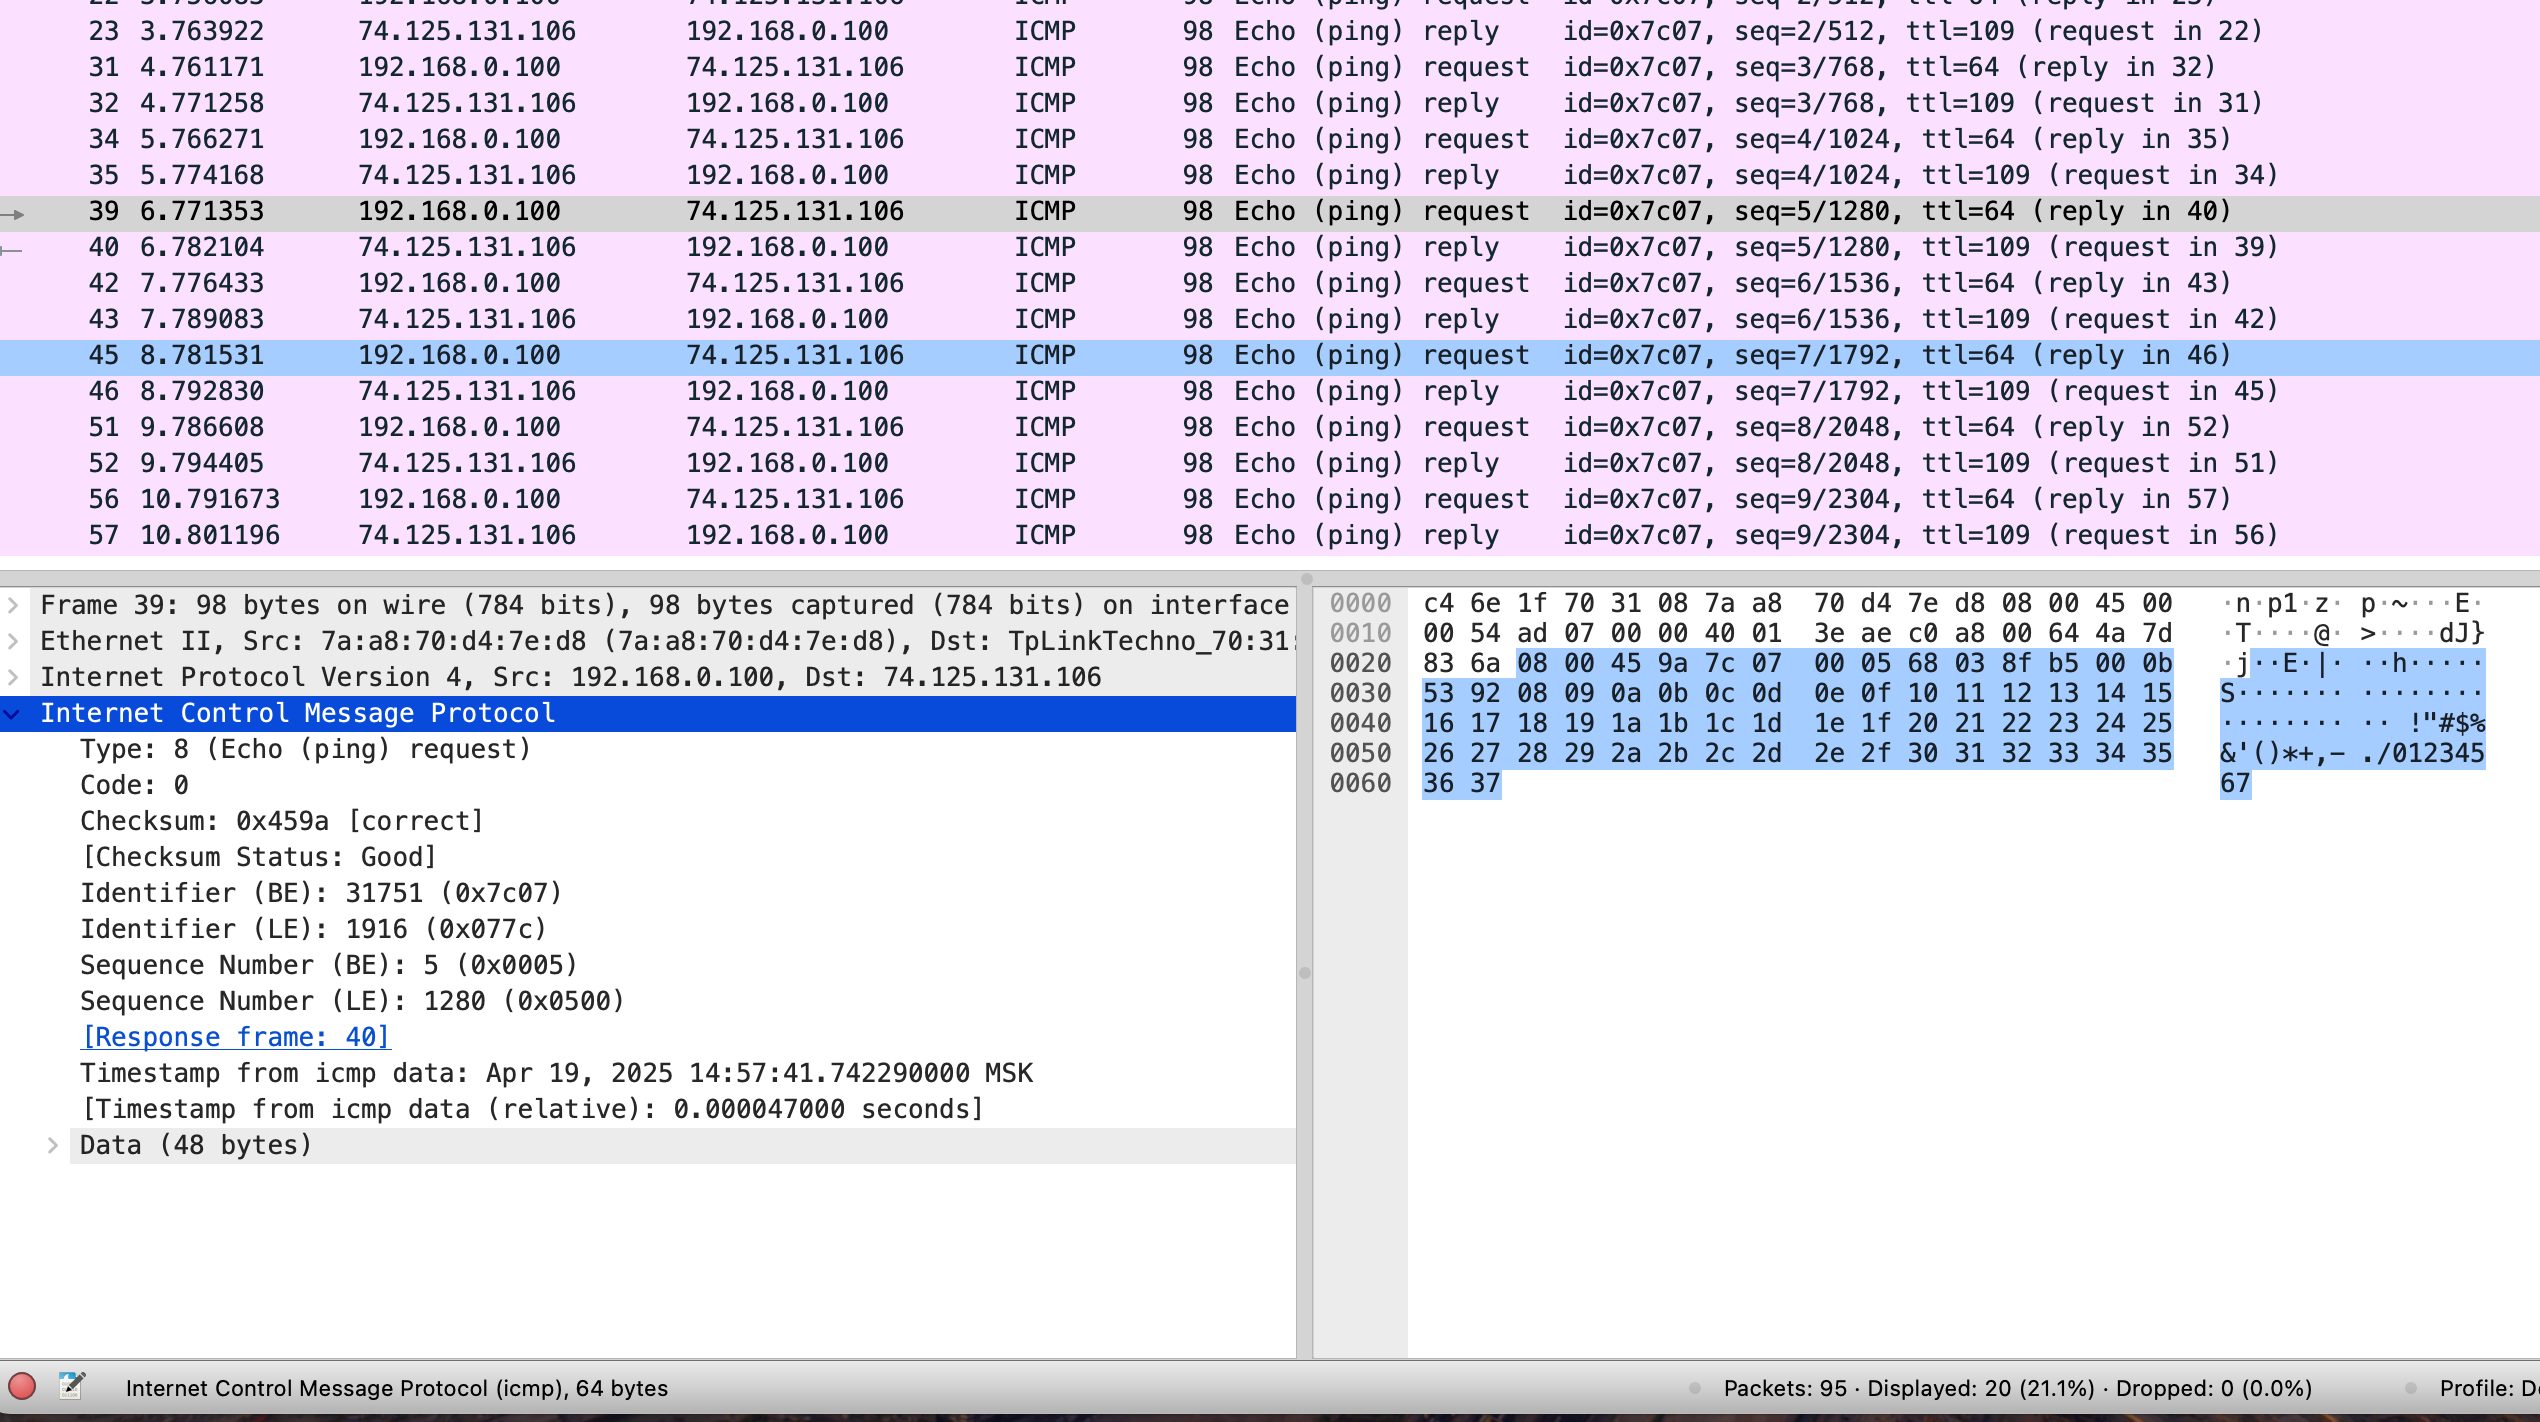 23 3.763922 74.125.131.106 192.168.0.100 ICMP 98 Echo (ping) reply id=0x7c07, seq=2/512, ttl=109 (request in 22)
31 4.761171 192.168.0.100 74.125.131.106 ICMP 98 Echo (ping) request id=0x7c07, seq=3/768, ttl=64 (reply in 32)
32 4.771258 74.125.131.106 192.168.0.100 ICMP 98 Echo (ping) reply id=0x7c07, seq=3/768, ttl=109 (request in 31)
34 5.766271 192.168.0.100 74.125.131.106 ICMP 98 Echo (ping) request id=0x7c07, seq=4/1024, ttl=64 (reply in 35)
35 5.774168 74.125.131.106 192.168.0.100 ICMP 98 Echo (ping) reply id=0x7c07, seq=4/1024, ttl=109 (request in 34)
39 6.771353 192.168.0.100 74.125.131.106 ICMP 98 Echo (ping) request id=0x7c07, seq=5/1280, ttl=64 (reply in 40)
40 6.782104 74.125.131.106 192.168.0.100 ICMP 98 Echo (ping) reply id=0x7c07, seq=5/1280, ttl=109 (request in 39)
42 7.776433 192.168.0.100 74.125.131.106 ICMP 98 Echo (ping) request id=0x7c07, seq=6/1536, ttl=64 (reply in 43)
43 7.789083 74.125.131.106 192.168.0.100 ICMP 98 Echo (ping) reply id=0x7c07, seq=6/1536, ttl=109 (request in 42)
45 8.781531 192.168.0.100 74.125.131.106 ICMP 98 Echo (ping) request id=0x7c07, seq=7/1792, ttl=64 (reply in 46)
46 8.792830 74.125.131.106 192.168.0.100 ICMP 98 Echo (ping) reply id=0x7c07, seq=7/1792, ttl=109 (request in 45)
51 9.786608 192.168.0.100 74.125.131.106 ICMP 98 Echo (ping) request id=0x7c07, seq=8/2048, ttl=64 (reply in 52)
52 9.794405 74.125.131.106 192.168.0.100 ICMP 98 Echo (ping) reply id=0x7c07, seq=8/2048, ttl=109 (request in 51)
56 10.791673 192.168.0.100 74.125.131.106 ICMP 98 Echo (ping) request id=0x7c07, seq=9/2304, ttl=64 (reply in 57)
57 10.801196 74.125.131.106 192.168.0.100 ICMP 98 Echo (ping) reply id=0x7c07, seq=9/2304, ttl=109 (request in 56)
Frame 39: 98 bytes on wire (784 bits), 98 bytes captured (784 bits) on interface
Ethernet II, Src: 7a:a8:70:d4:7e:d8 (7a:a8:70:d4:7e:d8), Dst: TpLinkTechno_70:31:
Internet Protocol Version 4, Src: 192.168.0.100, Dst: 74.125.131.106
Internet Control Message Protocol
Type: 8 (Echo (ping) request)
Code: 0
Checksum: 0x459a [correct]
[Checksum Status: Good]
Identifier (BE): 31751 (0x7c07)
Identifier (LE): 1916 (0x077c)
Sequence Number (BE): 5 (0x0005)
Sequence Number (LE): 1280 (0x0500)
[Response frame: 40]
Timestamp from icmp data: Apr 19, 2025 14:57:41.742290000 MSK
[Timestamp from icmp data (relative): 0.000047000 seconds]
Data (48 bytes)
0000 c4 6e 1f 70 31 08 7a a8 70 d4 7e d8 08 00 45 00 ·n·p1·z· p·~···E·
0010 00 54 ad 07 00 00 40 01 3e ae c0 a8 00 64 4a 7d ·T····@· >····dJ}
0020 83 6a 08 00 45 9a 7c 07 00 05 68 03 8f b5 00 0b ·j··E·|· ··h·····
0030 53 92 08 09 0a 0b 0c 0d 0e 0f 10 11 12 13 14 15 S······· ········
0040 16 17 18 19 1a 1b 1c 1d 1e 1f 20 21 22 23 24 25 ········ ·· !"#$%
0050 26 27 28 29 2a 2b 2c 2d 2e 2f 30 31 32 33 34 35 &'()*+,- ./012345
0060 36 37 67
Internet Control Message Protocol (icmp), 64 bytes
Packets: 95 · Displayed: 20 (21.1%) · Dropped: 0 (0.0%)
Profile: